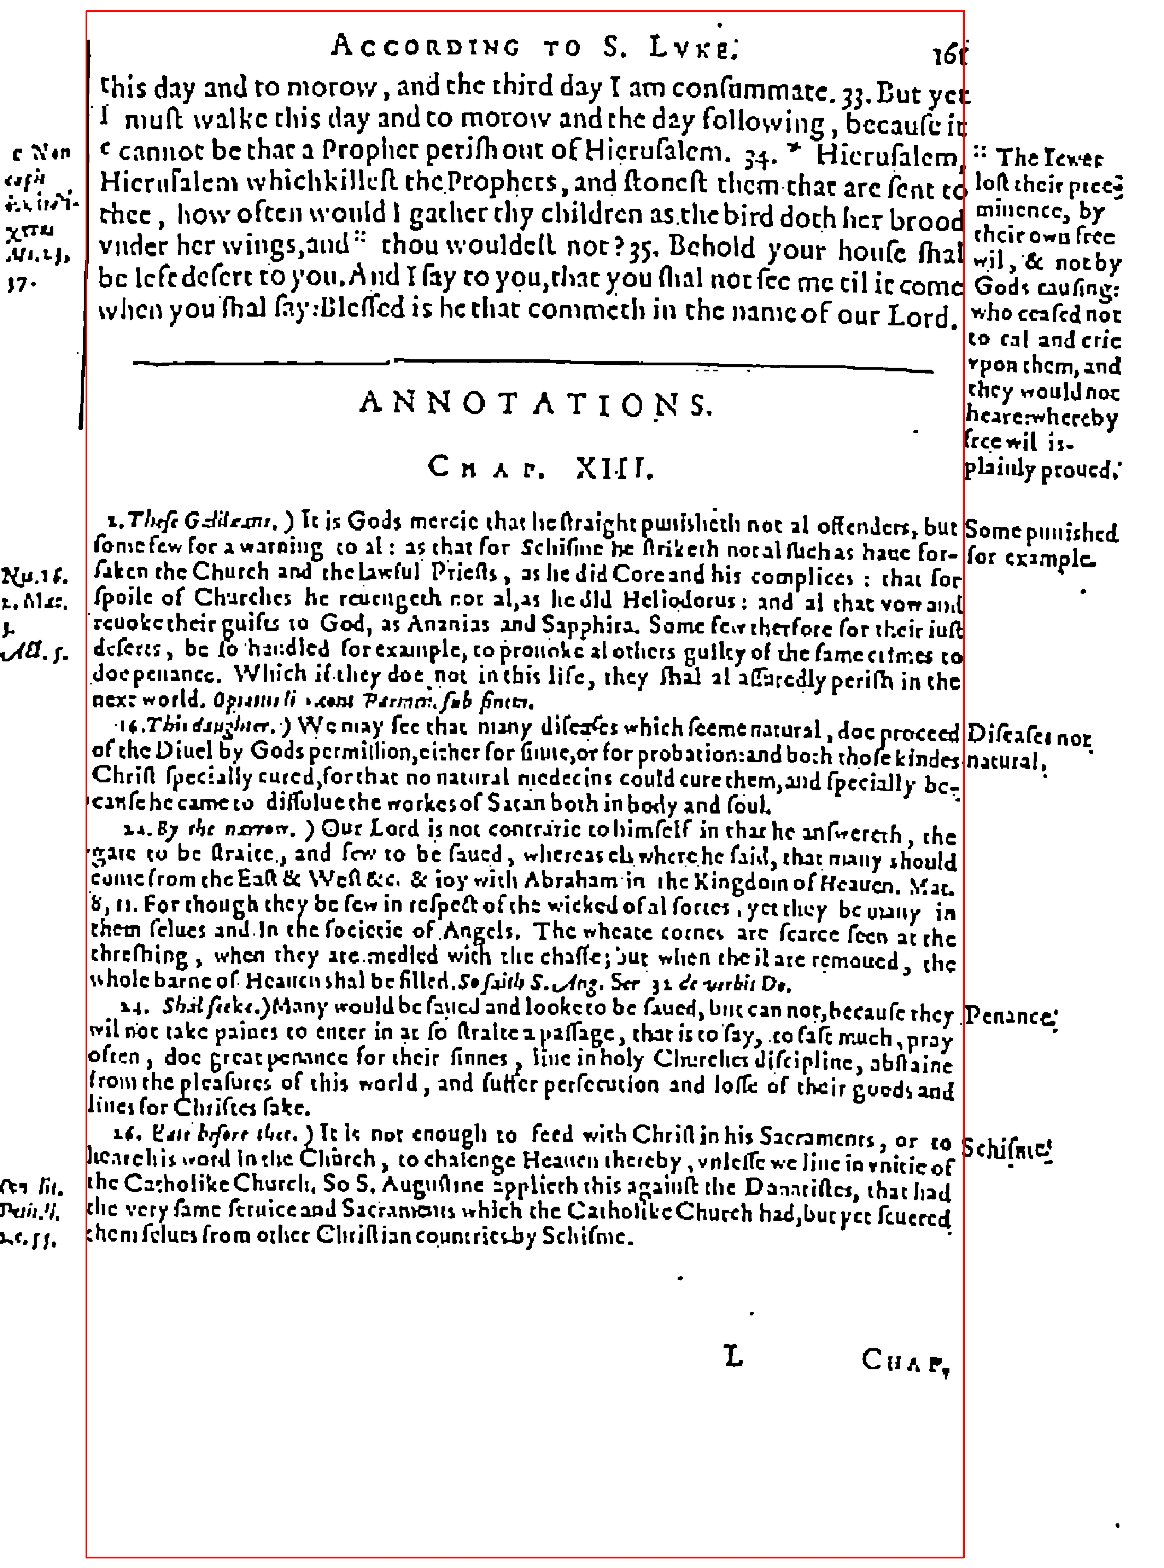 ACCORDING TO S. LVKE. 161
this day and to morow, and the third day I am conſummate. 33. But yet
I muſt walke this day and to morow and the day following, becauſe it
c cannot be that a Prophet periſh out of Hieruſalem. 34. * Hieruſalem,
Hieruſalem which killeſt the Prophets, and ſtoneſt them that are ſent to
thee, how often would I gather thy children as the bird doth her brood
vnder her wings, and :: thou wouldeſt not? 35. Behold your houſe ſhal
be left deſert to you. And I ſay to you, that you ſhal not ſee me til it come
when you ſhal ſay: Bleſſed is he that commeth in the name of our Lord.
c Non
Mt. 23,
37.
:: The Iewes
loſt their pree-
minence, by
their own free
wil, & not by
Gods cauſing:
who ceaſed not
to cal and crie
vpon them, and
they would not
heare: whereby
free wil is
plainly proued.
ANNOTATIONS.
CHAP. XIII.
1. Theſe Galileans.) It is Gods mercie that he ſtraight punisheth not al offenders, but
ſome few for a warning to al: as that for Schiſme he ſtriketh not al ſuch as haue for-
ſaken the Church and the lawful Prieſts, as he did Core and his complices: that for
ſpoile of Churches he reuengeth not al, as he did Heliodorus: and al that vow and
reuoke their guifts to God, as Ananias and Sapphira. Some few therfore for their iuſt
deſerts, be ſo handled for example, to prouoke al others guilty of the ſame crimes to
doe penance. Which if they doe not in this life, they ſhal al aſſuredly periſh in the
next world. ſub finem.
Some punished
for example.
Nu. 16.
2. Mac.
3.
Act. 5.
16. This daughter.) We may ſee that many diſeaſes which ſeeme natural, doe proceed
of the Diuel by Gods permiſſion, either for ſinne, or for probation: and both thoſe kindes
Chriſt ſpecially cured, for that no natural medecins could cure them, and ſpecially be-
cauſe he came to diſſolue the workes of Satan both in body and ſoul.
Diſeaſes not
natural.
24. By the narrow.) Our Lord is not contrarie to himſelf in that he anſwereth, the
gate to be ſtraite, and few to be ſaued, whereas elswhere he ſaid, that many should
come from the Eaſt & Weſt &c. & ioy with Abraham in the Kingdom of Heauen. Mat.
8, 11. For though they be few in reſpect of the wicked of al ſortes, yet they be many in
them ſelues and in the ſocietie of Angels. The wheate cornes are ſcarce ſeen at the
threſhing, when they are medled with the chaffe; but when the il are remoued, the
whole barne of Heauen shal be filled. So ſaith S. Aug. Ser 32 de verbis Do.
24. Shal ſeeke.) Many would be ſaued and looke to be ſaued, but can not, becauſe they
wil not take paines to enter in at ſo ſtraite a paſſage, that is to ſay, to faſt much, pray
often, doe great penance for their ſinnes, liue in holy Churches diſcipline, abſtaine
from the pleaſures of this world, and ſuffer perſecution and loſſe of their goods and
liues for Chriſtes ſake.
Penance.
26. Eate before thee.) It is not enough to feed with Chriſt in his Sacraments, or to
heare his word in the Church, to chalenge Heauen thereby, vnleſſe we liue in vnitie of
the Catholike Church. So S. Auguſtine applieth this againſt the Donatiſtes, that had
the very ſame ſeruice and Sacraments which the Catholike Church had, but yet ſeuered
themſelues from other Chriſtian countries by Schiſme.
Schiſme.
L CHAP.